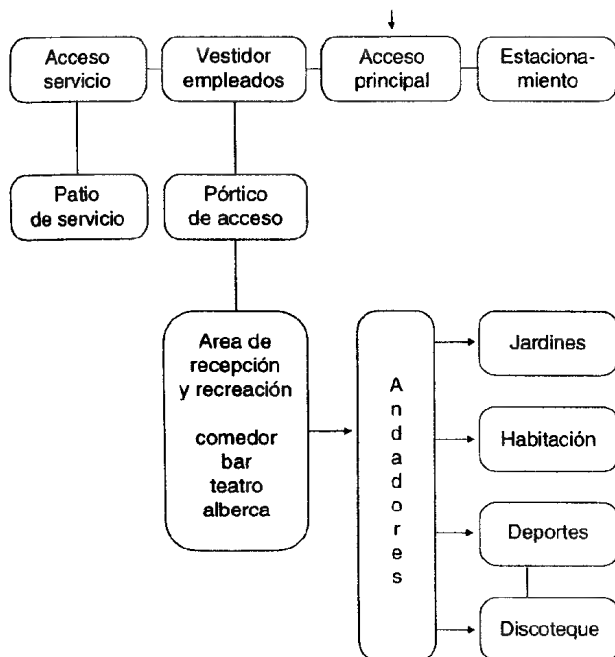 Acceso
servicio
Vestidor
empleados
Acceso
principal
Estaciona-
miento
Patio
de servicio
Pórtico
de acceso
Area de
recepción
y recreación
comedor
bar
teatro
alberca
A
n
d
a
d
o
r
e
s
Jardines
Habitación
Deportes
Discoteque